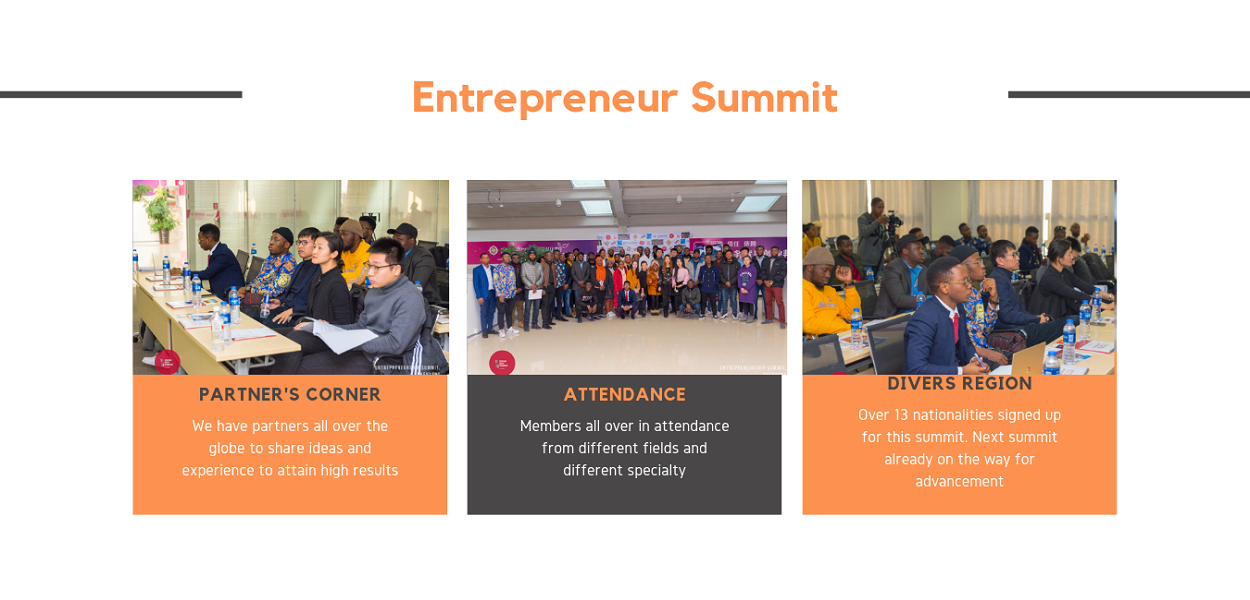 Entrepreneur Summit
PARTNER'S CORNER
We have partners all over the
globe to share ideas and
experience to attain high results
ATTENDANCE
Members all over in attendance
from different fields and
different specialty
DIVERS REGION
Over 13 nationalities signed up
for this summit. Next summit
already on the way for
advancement